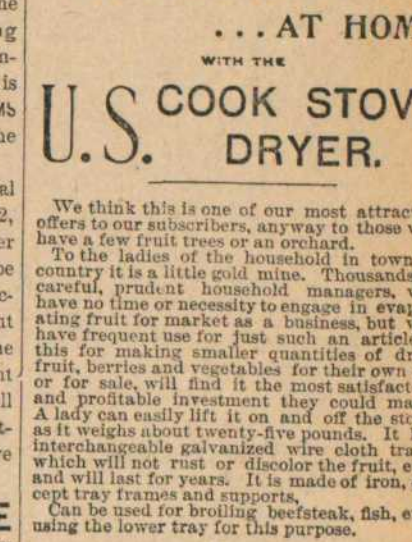 ...AT HOM
WITH THE
U.S. COOK STOV
DRYER.
We think this is one of our most attrac
offers to our subscribers, anyway to those
have a few fruit trees or an orchard.
To the ladies of the household in town
country it is a little gold mine. Thousands
careful, prudent household managers,
have no time or necessity to engage in evap
ating fruit for market as a business, but
have frequent use for just such an article
this for making smaller quantities of dr
fruit, berries and vegetables for their own
or for sale, will find it the most satisfact
and profitable investment they could ma
A lady can easily lift it on and off the sto
as it weighs about twenty-five pounds. It
interchangeable galvanized wire cloth tra
which will not rust or discolor the fruit, e
and will last for years. It is made of iron,
cept tray frames and supports,
Can be used for broiling beefsteak, fish, e
using the lower tray for this purpose.